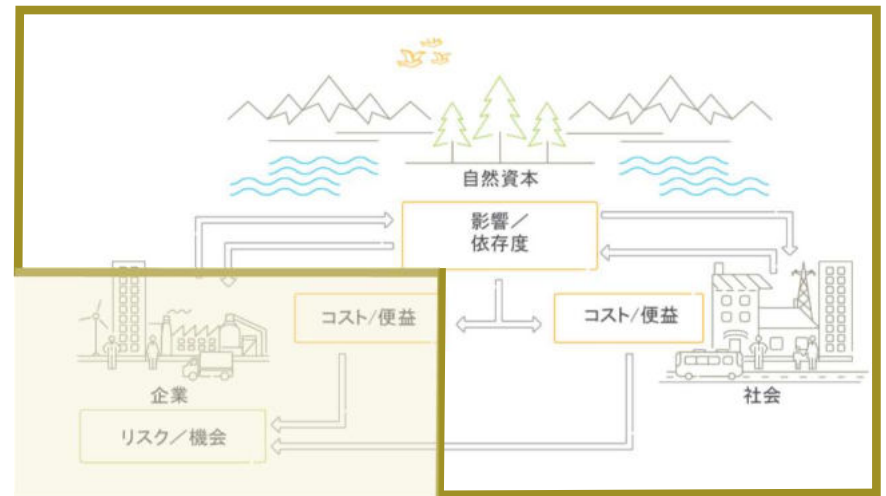 自然資本
影響／
依存度
コスト/便益
コスト/便益
企業
社会
リスク／機会